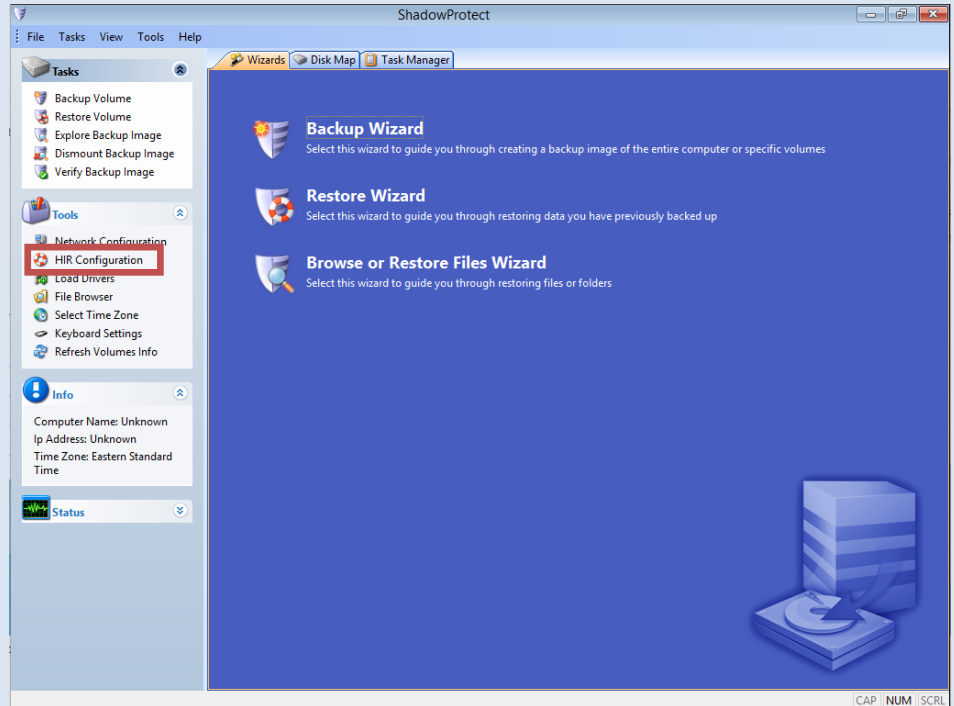 ShadowProtect
File Tasks View Tools Help
Wizards Disk Map Task Manager
Tasks
Backup Volume
Restore Volume
Explore Backup Image
Dismount Backup Image
Verify Backup Image
Tools
Network Configuration
HIR Configuration
Load Drivers
File Browser
Select Time Zone
Keyboard Settings
Refresh Volumes Info
Info
Computer Name: Unknown
Ip Address: Unknown
Time Zone: Eastern Standard
Time
Status
Backup Wizard
Select this wizard to guide you through creating a backup image of the entire computer or specific volumes
Restore Wizard
Select this wizard to guide you through restoring data you have previously backed up
Browse or Restore Files Wizard
Select this wizard to guide you through restoring files or folders
CAP NUM SCRL